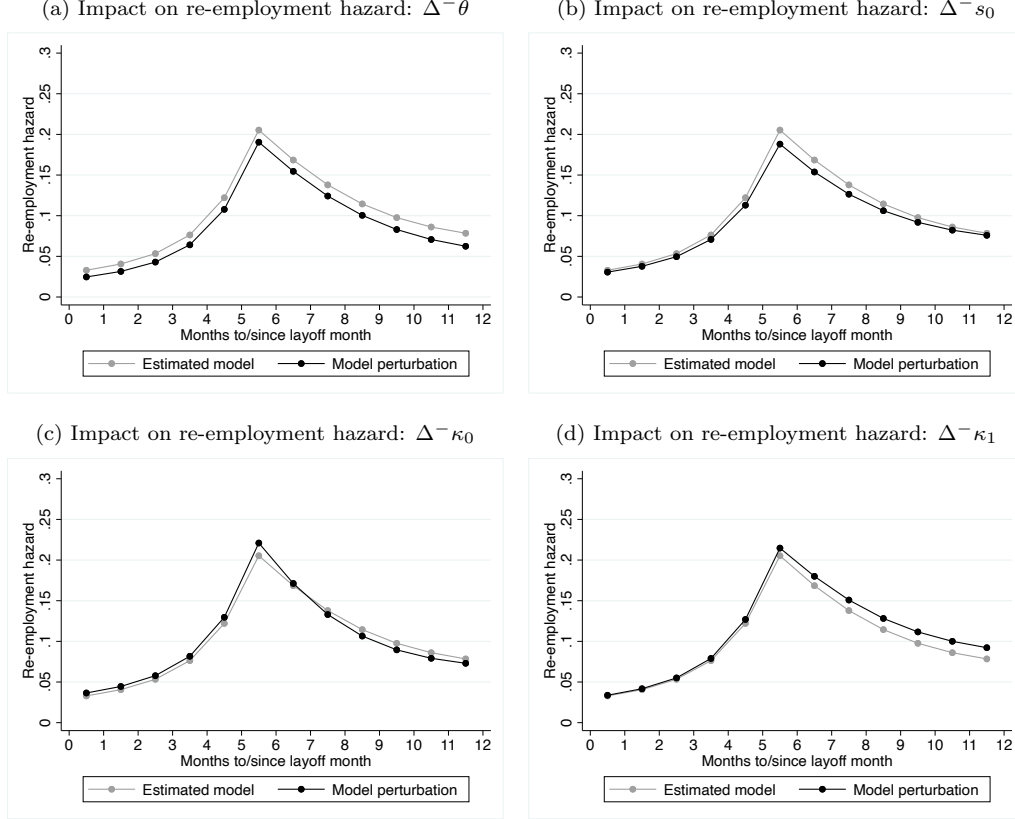 (a) Impact on re-employment hazard: Δ⁻θ
Re-employment hazard
.3
.25
.2
.15
.1
.05
0
0 1 2 3 4 5 6 7 8 9 10 11 12
Months to/since layoff month
Estimated model Model perturbation
(b) Impact on re-employment hazard: Δ⁻s₀
Re-employment hazard
.3
.25
.2
.15
.1
.05
0
0 1 2 3 4 5 6 7 8 9 10 11 12
Months to/since layoff month
Estimated model Model perturbation
(c) Impact on re-employment hazard: Δ⁻κ₀
Re-employment hazard
.3
.25
.2
.15
.1
.05
0
0 1 2 3 4 5 6 7 8 9 10 11 12
Months to/since layoff month
Estimated model Model perturbation
(d) Impact on re-employment hazard: Δ⁻κ₁
Re-employment hazard
.3
.25
.2
.15
.1
.05
0
0 1 2 3 4 5 6 7 8 9 10 11 12
Months to/since layoff month
Estimated model Model perturbation